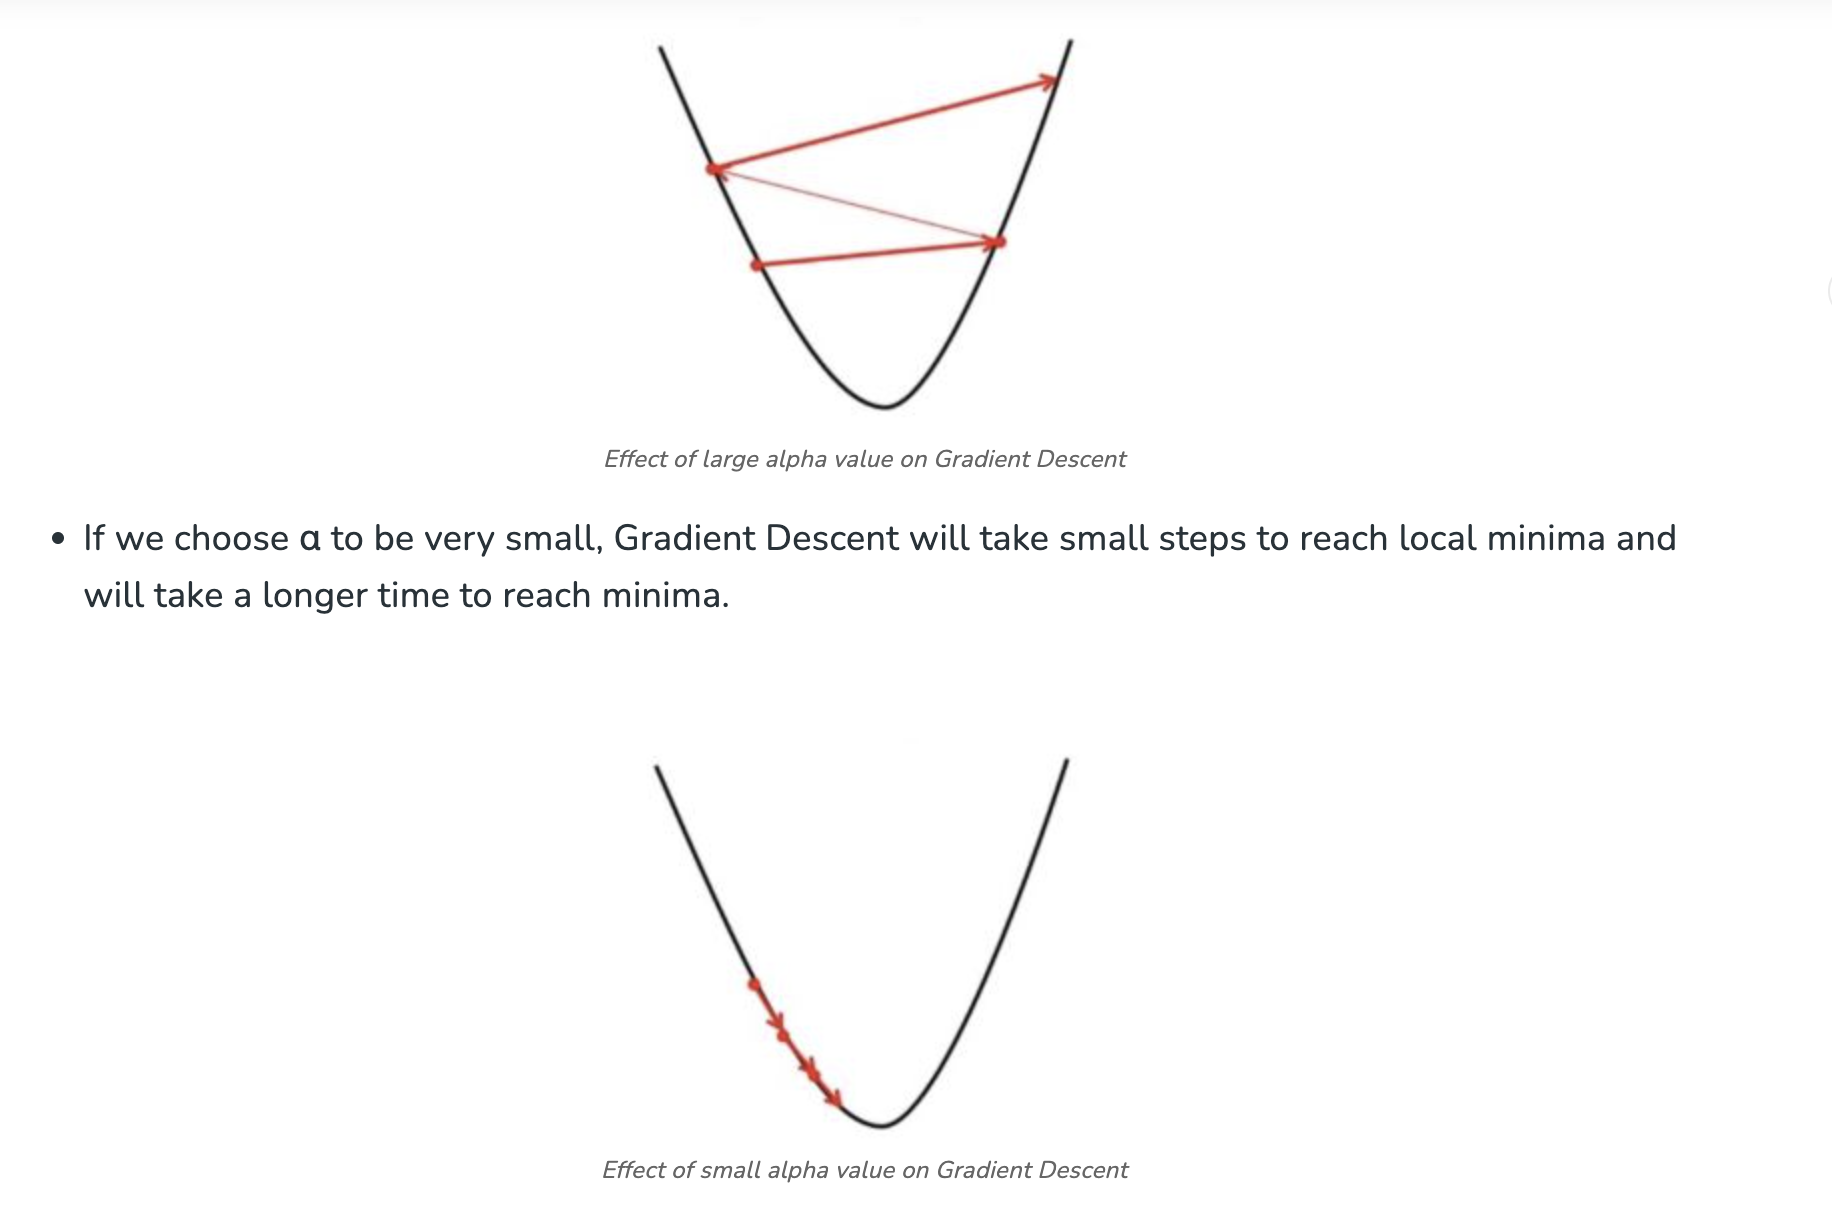 Effect of large alpha value on Gradient Descent
• If we choose α to be very small, Gradient Descent will take small steps to reach local minima and
will take a longer time to reach minima.
Effect of small alpha value on Gradient Descent